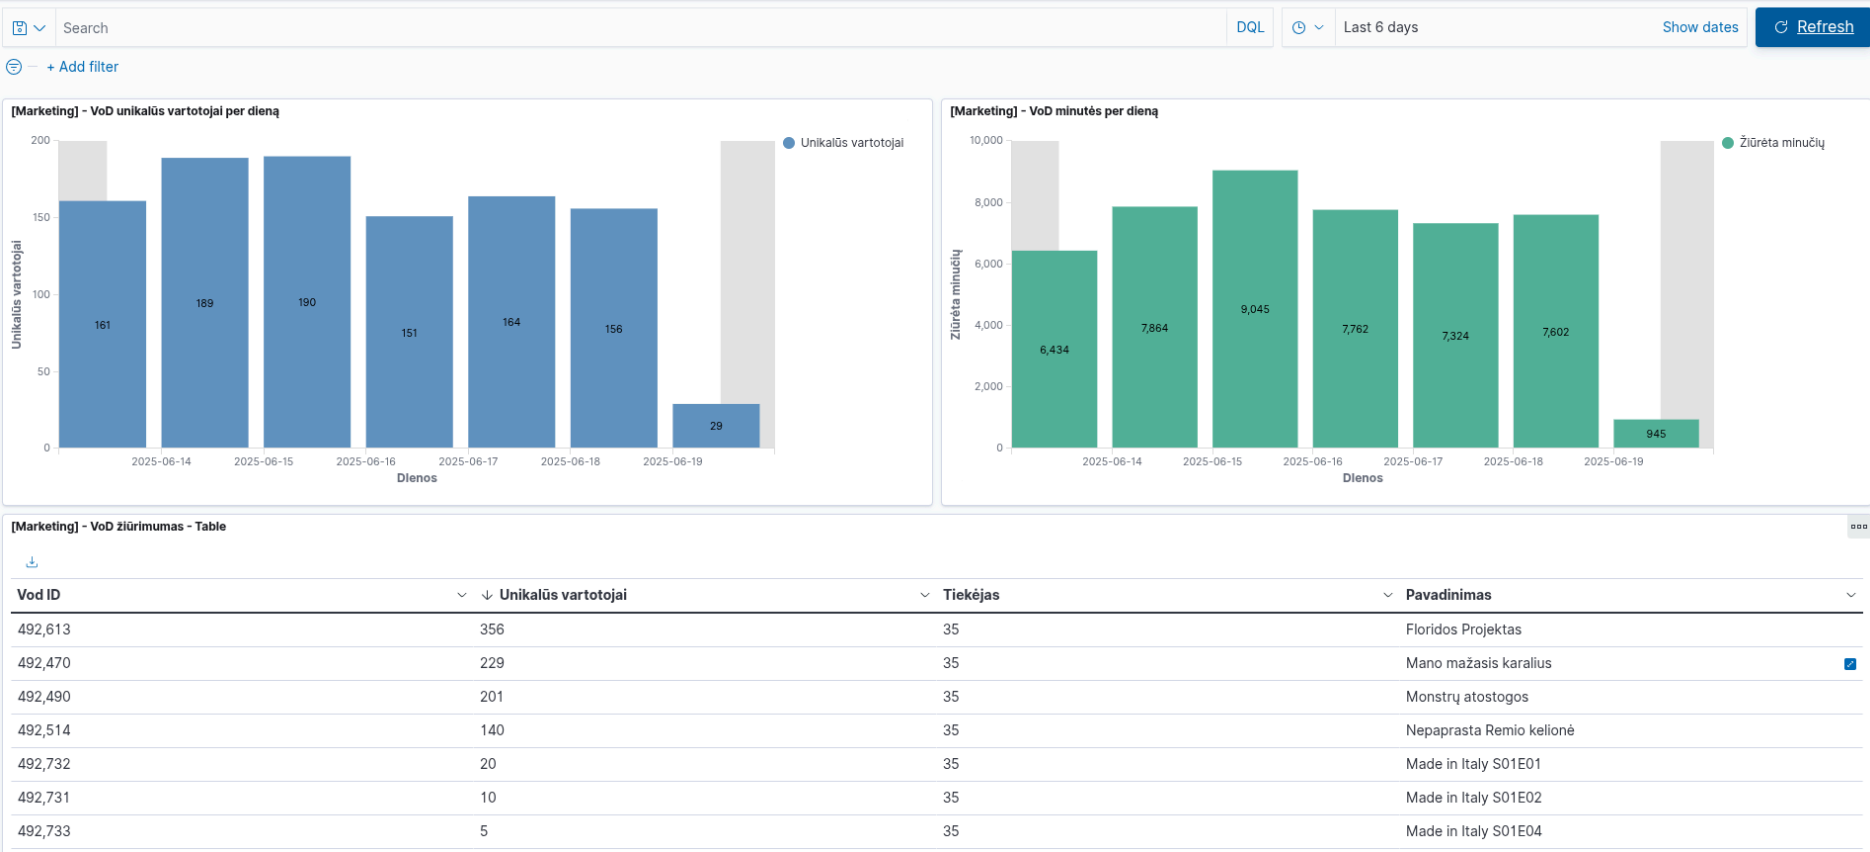 Search
DQL
Last 6 days
Show dates
Refresh
+ Add filter
[Marketing] - VoD unikalūs vartotojai per dieną
200
150
100
50
0
Unikalūs vartotojai
161
189
190
151
164
156
29
2025-06-14
2025-06-15
2025-06-16
2025-06-17
2025-06-18
2025-06-19
Dienos
Unikalūs vartotojai
[Marketing] - VoD minutės per dieną
10,000
8,000
6,000
4,000
2,000
0
Žiūrėta minučių
6,434
7,864
9,045
7,762
7,324
7,602
945
2025-06-14
2025-06-15
2025-06-16
2025-06-17
2025-06-18
2025-06-19
Dienos
Žiūrėta minučių
[Marketing] - VoD žiūrimumas - Table
Vod ID Unikalūs vartotojai Tiekėjas Pavadinimas
492,613 356 35 Floridos Projektas
492,470 229 35 Mano mažasis karalius
492,490 201 35 Monstrų atostogos
492,514 140 35 Nepaprasta Remio kelionė
492,732 20 35 Made in Italy S01E01
492,731 10 35 Made in Italy S01E02
492,733 5 35 Made in Italy S01E04